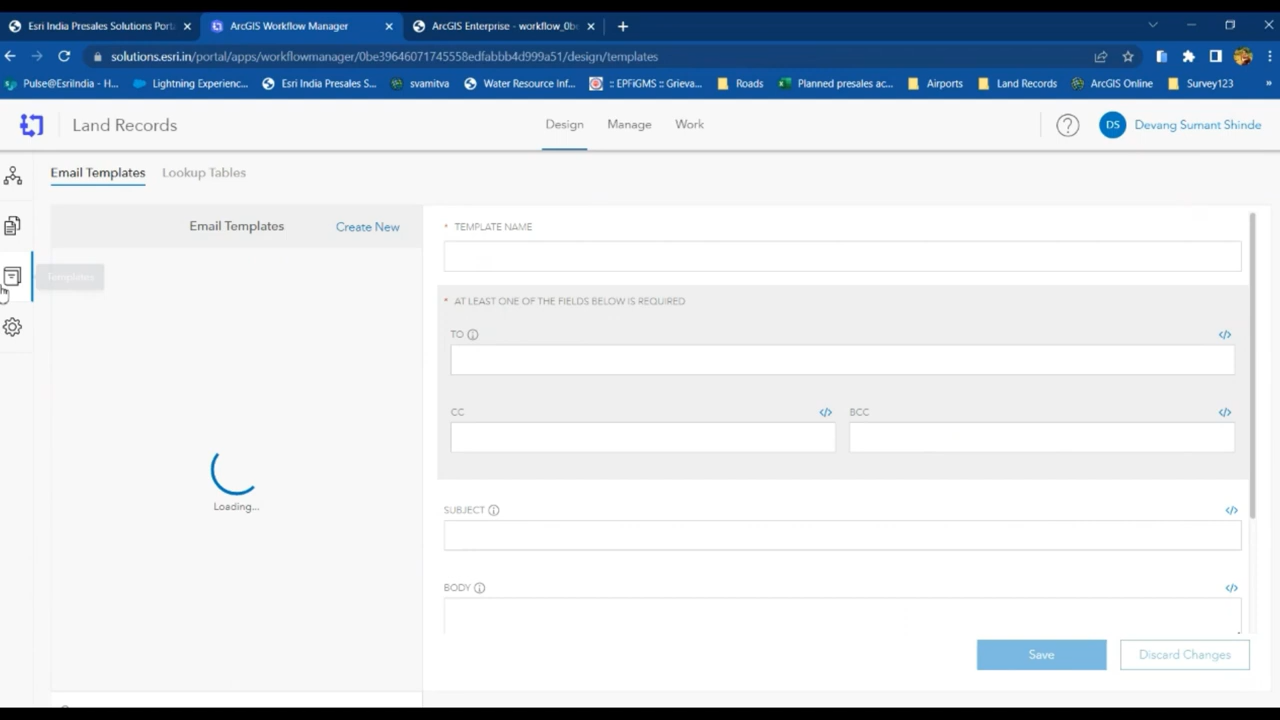 Esri India Presales Solutions Porta
ArcGIS Workflow Manager
ArcGIS Enterprise - workflow_0be
solutions.esri.in/portal/apps/workflowmanager/0be39646071745558edfabbb4d999a51/design/templates
Pulse@EsriIndia - H...
Lightning Experienc...
Esri India Presales S...
svamitva
Water Resource Inf...
:: EPFiGMS :: Grieva...
Roads
Planned presales ac...
Airports
Land Records
ArcGIS Online
Survey123
»
Land Records
Design
Manage
Work
DS
Devang Sumant Shinde
Email Templates
Lookup Tables
Email Templates
Create New
* TEMPLATE NAME
Templates
* AT LEAST ONE OF THE FIELDS BELOW IS REQUIRED
TO
CC
BCC
Loading...
SUBJECT
BODY
Save
Discard Changes